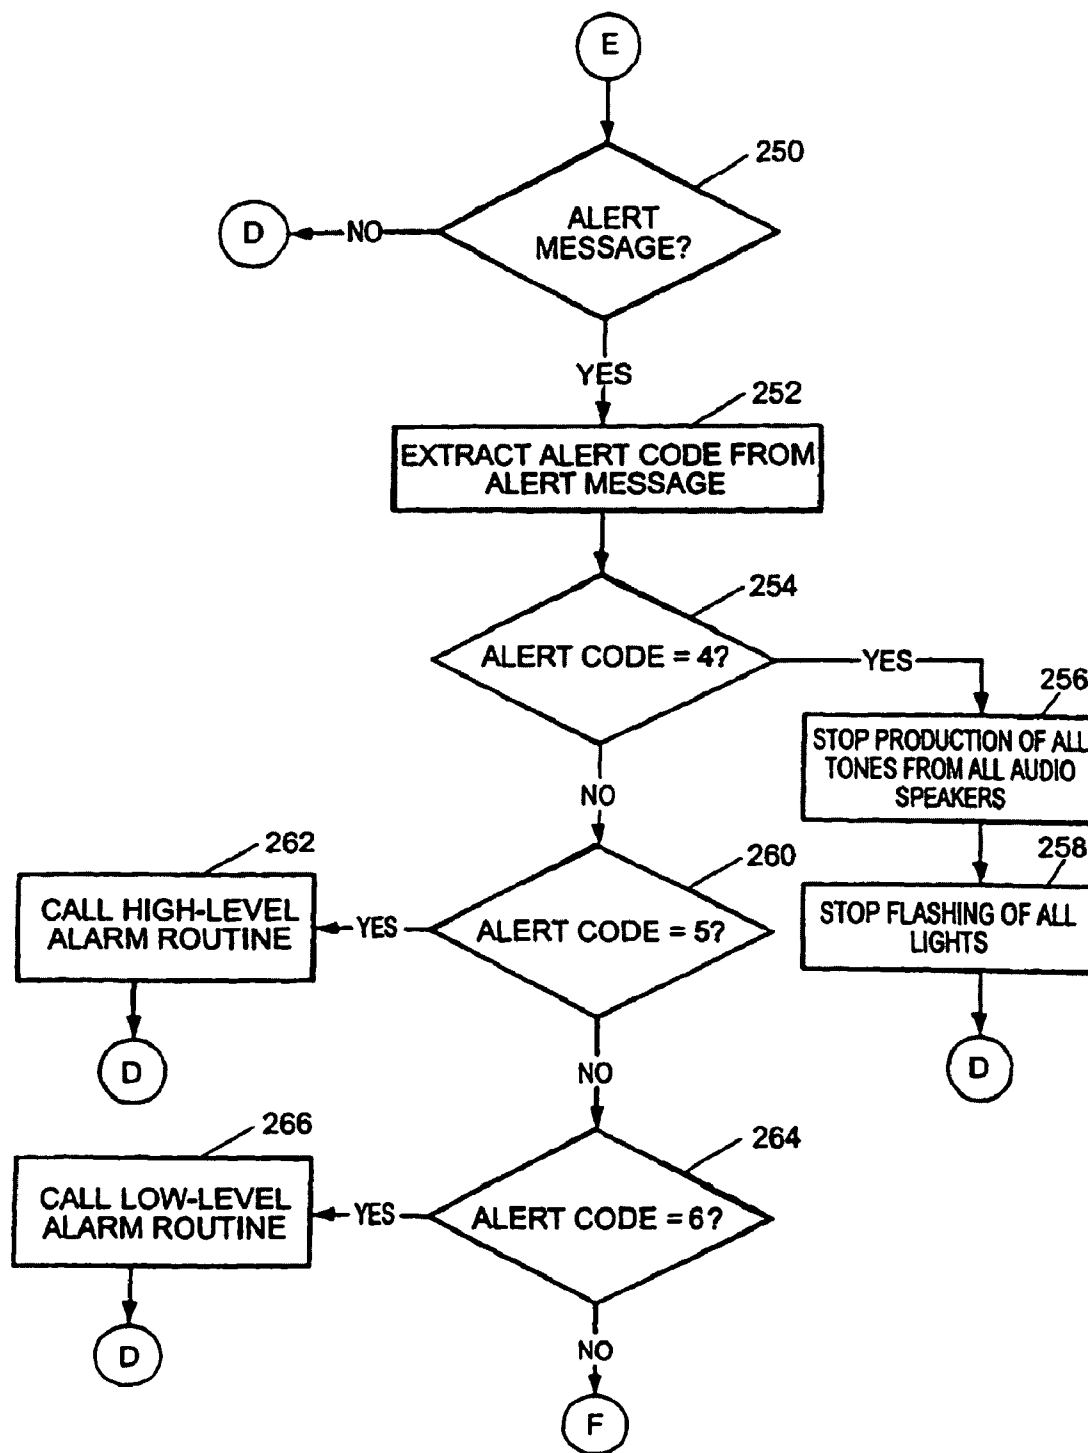 E
250
ALERT
MESSAGE?
NO
D
YES
252
EXTRACT ALERT CODE FROM
ALERT MESSAGE
254
ALERT CODE = 4?
YES
256
STOP PRODUCTION OF ALL
TONES FROM ALL AUDIO
SPEAKERS
NO
258
STOP FLASHING OF ALL
LIGHTS
D
260
ALERT CODE = 5?
YES
262
CALL HIGH-LEVEL
ALARM ROUTINE
D
NO
264
ALERT CODE = 6?
YES
266
CALL LOW-LEVEL
ALARM ROUTINE
D
NO
F